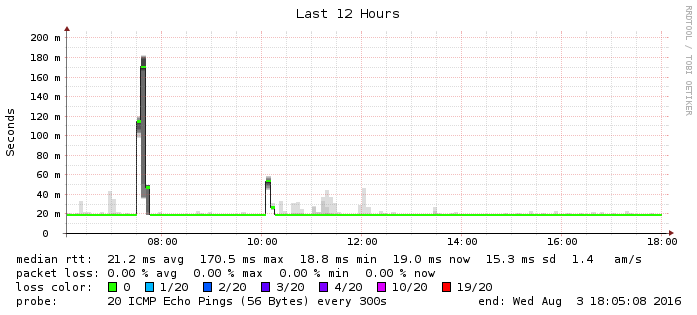 Last 12 Hours
RRDTOOL / TOBI OETIKER
Seconds
200 m
180 m
160 m
140 m
120 m
100 m
80 m
60 m
40 m
20 m
0
08:00 10:00 12:00 14:00 16:00 18:00
median rtt: 21.2 ms avg 170.5 ms max 18.8 ms min 19.0 ms now 15.3 ms sd 1.4 am/s
packet loss: 0.00 % avg 0.00 % max 0.00 % min 0.00 % now
loss color: 0 1/20 2/20 3/20 4/20 10/20 19/20
probe: 20 ICMP Echo Pings (56 Bytes) every 300s end: Wed Aug 3 18:05:08 2016